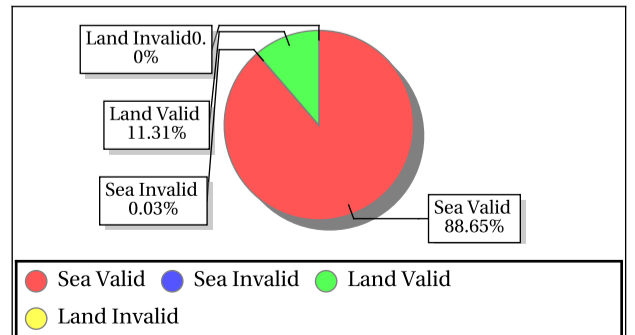 Land Invalid0.
0%
Land Valid
11.31%
Sea Invalid
0.03%
Sea Valid
88.65%
Sea Valid Sea Invalid Land Valid
Land Invalid